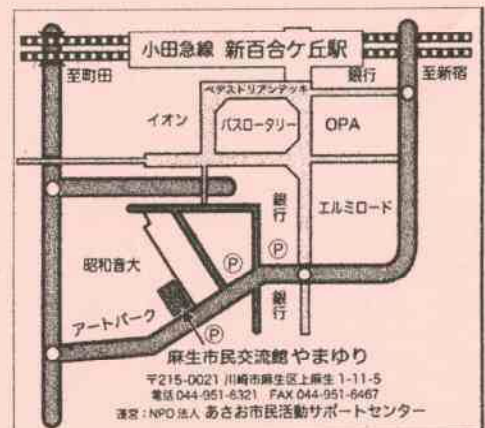 小田急線 新百合ケ丘駅
至町田
銀行
至新宿
ペデストリアンデッキ
イオン
バスロータリー
OPA
銀行
エルミロード
昭和音大
P
P
銀行
アートパーク
P
麻生市民交流館 やまゆり
〒215-0021 川崎市麻生区上麻生 1-11-5
電話 044-951-6321 FAX 044-951-6467
運営：NPO法人 あさお市民活動サポートセンター